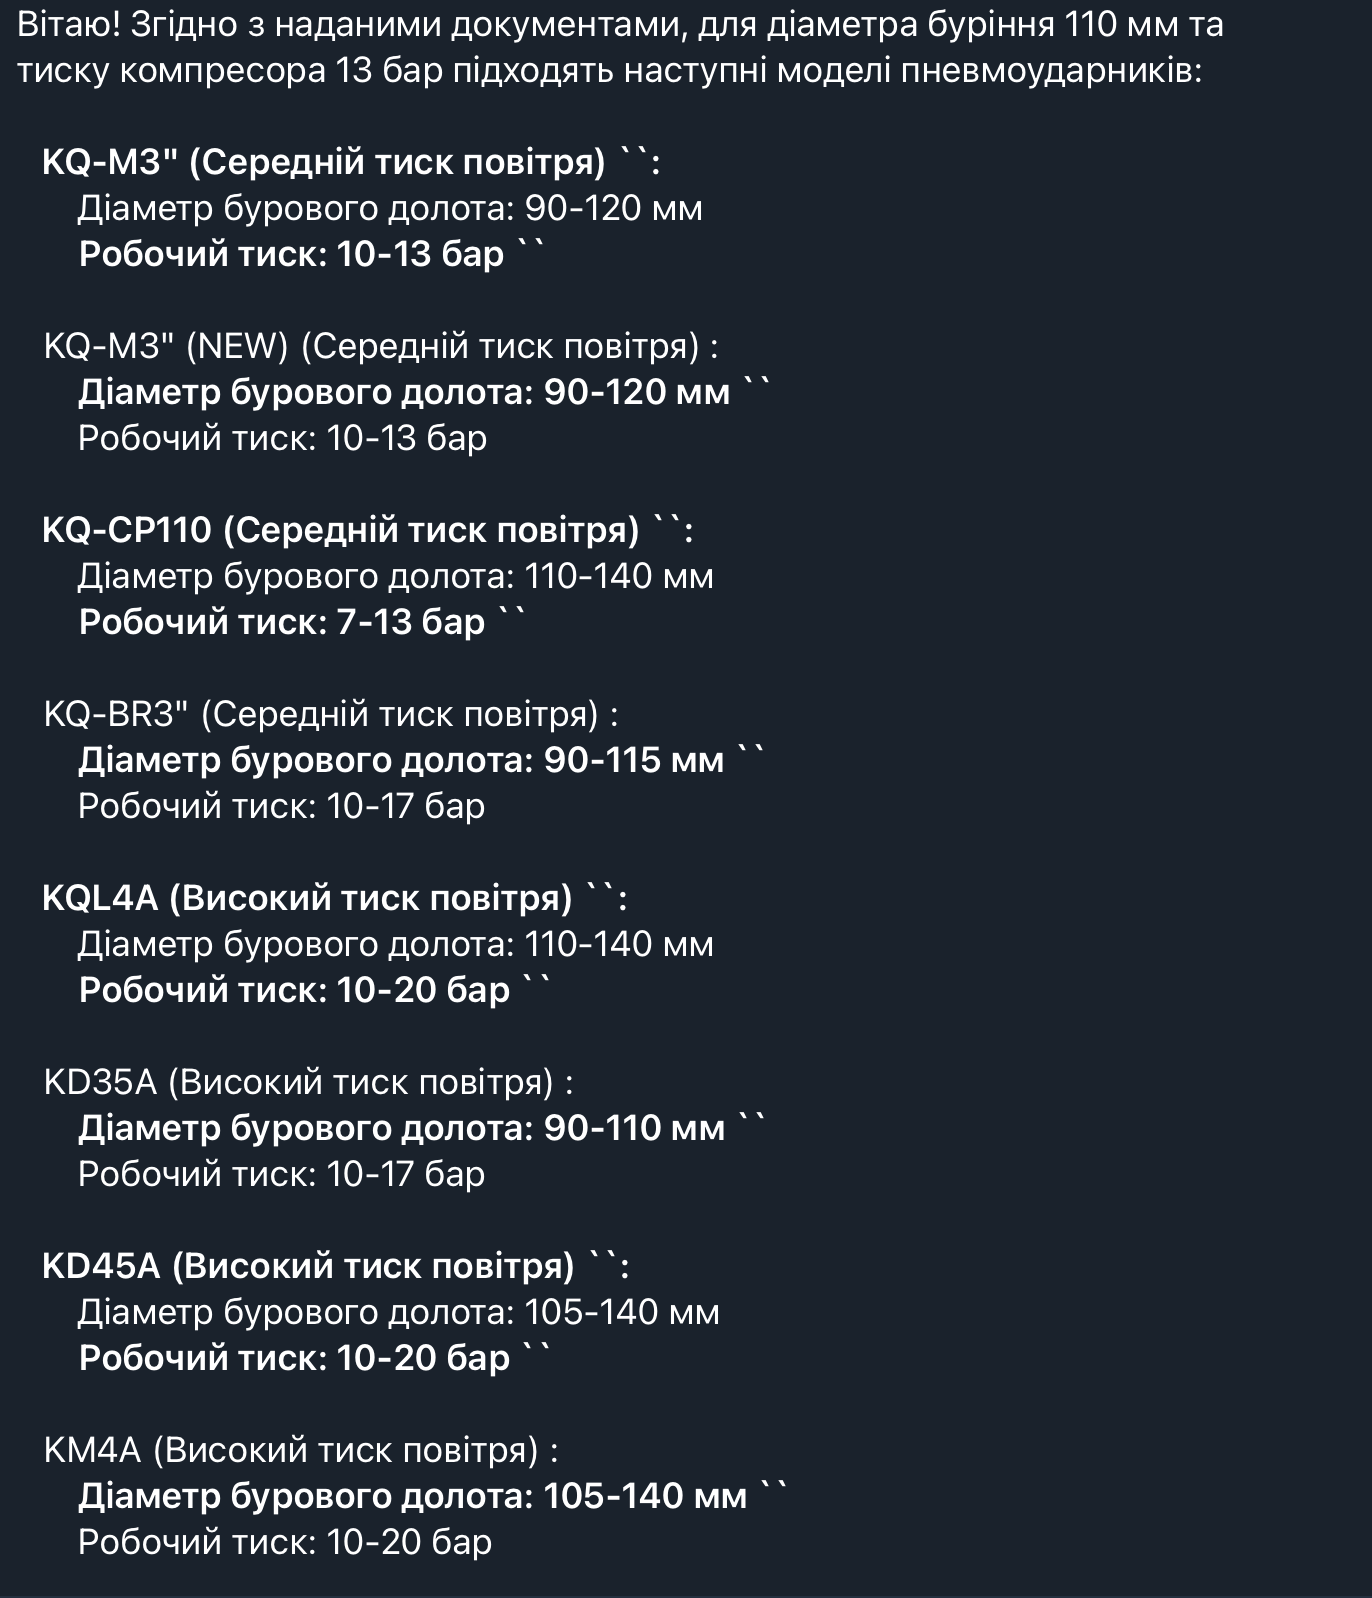 Вітаю! Згідно з наданими документами, для діаметра буріння 110 мм та
тиску компресора 13 бар підходять наступні моделі пневмоударників:
KQ-M3" (Середній тиск повітря) ``:
Діаметр бурового долота: 90-120 мм
Робочий тиск: 10-13 бар ``
KQ-M3" (NEW) (Середній тиск повітря) :
Діаметр бурового долота: 90-120 мм ``
Робочий тиск: 10-13 бар
KQ-CP110 (Середній тиск повітря) ``:
Діаметр бурового долота: 110-140 мм
Робочий тиск: 7-13 бар ``
KQ-BR3" (Середній тиск повітря) :
Діаметр бурового долота: 90-115 мм ``
Робочий тиск: 10-17 бар
KQL4A (Високий тиск повітря) ``:
Діаметр бурового долота: 110-140 мм
Робочий тиск: 10-20 бар ``
KD35A (Високий тиск повітря) :
Діаметр бурового долота: 90-110 мм ``
Робочий тиск: 10-17 бар
KD45A (Високий тиск повітря) ``:
Діаметр бурового долота: 105-140 мм
Робочий тиск: 10-20 бар ``
KM4A (Високий тиск повітря) :
Діаметр бурового долота: 105-140 мм ``
Робочий тиск: 10-20 бар